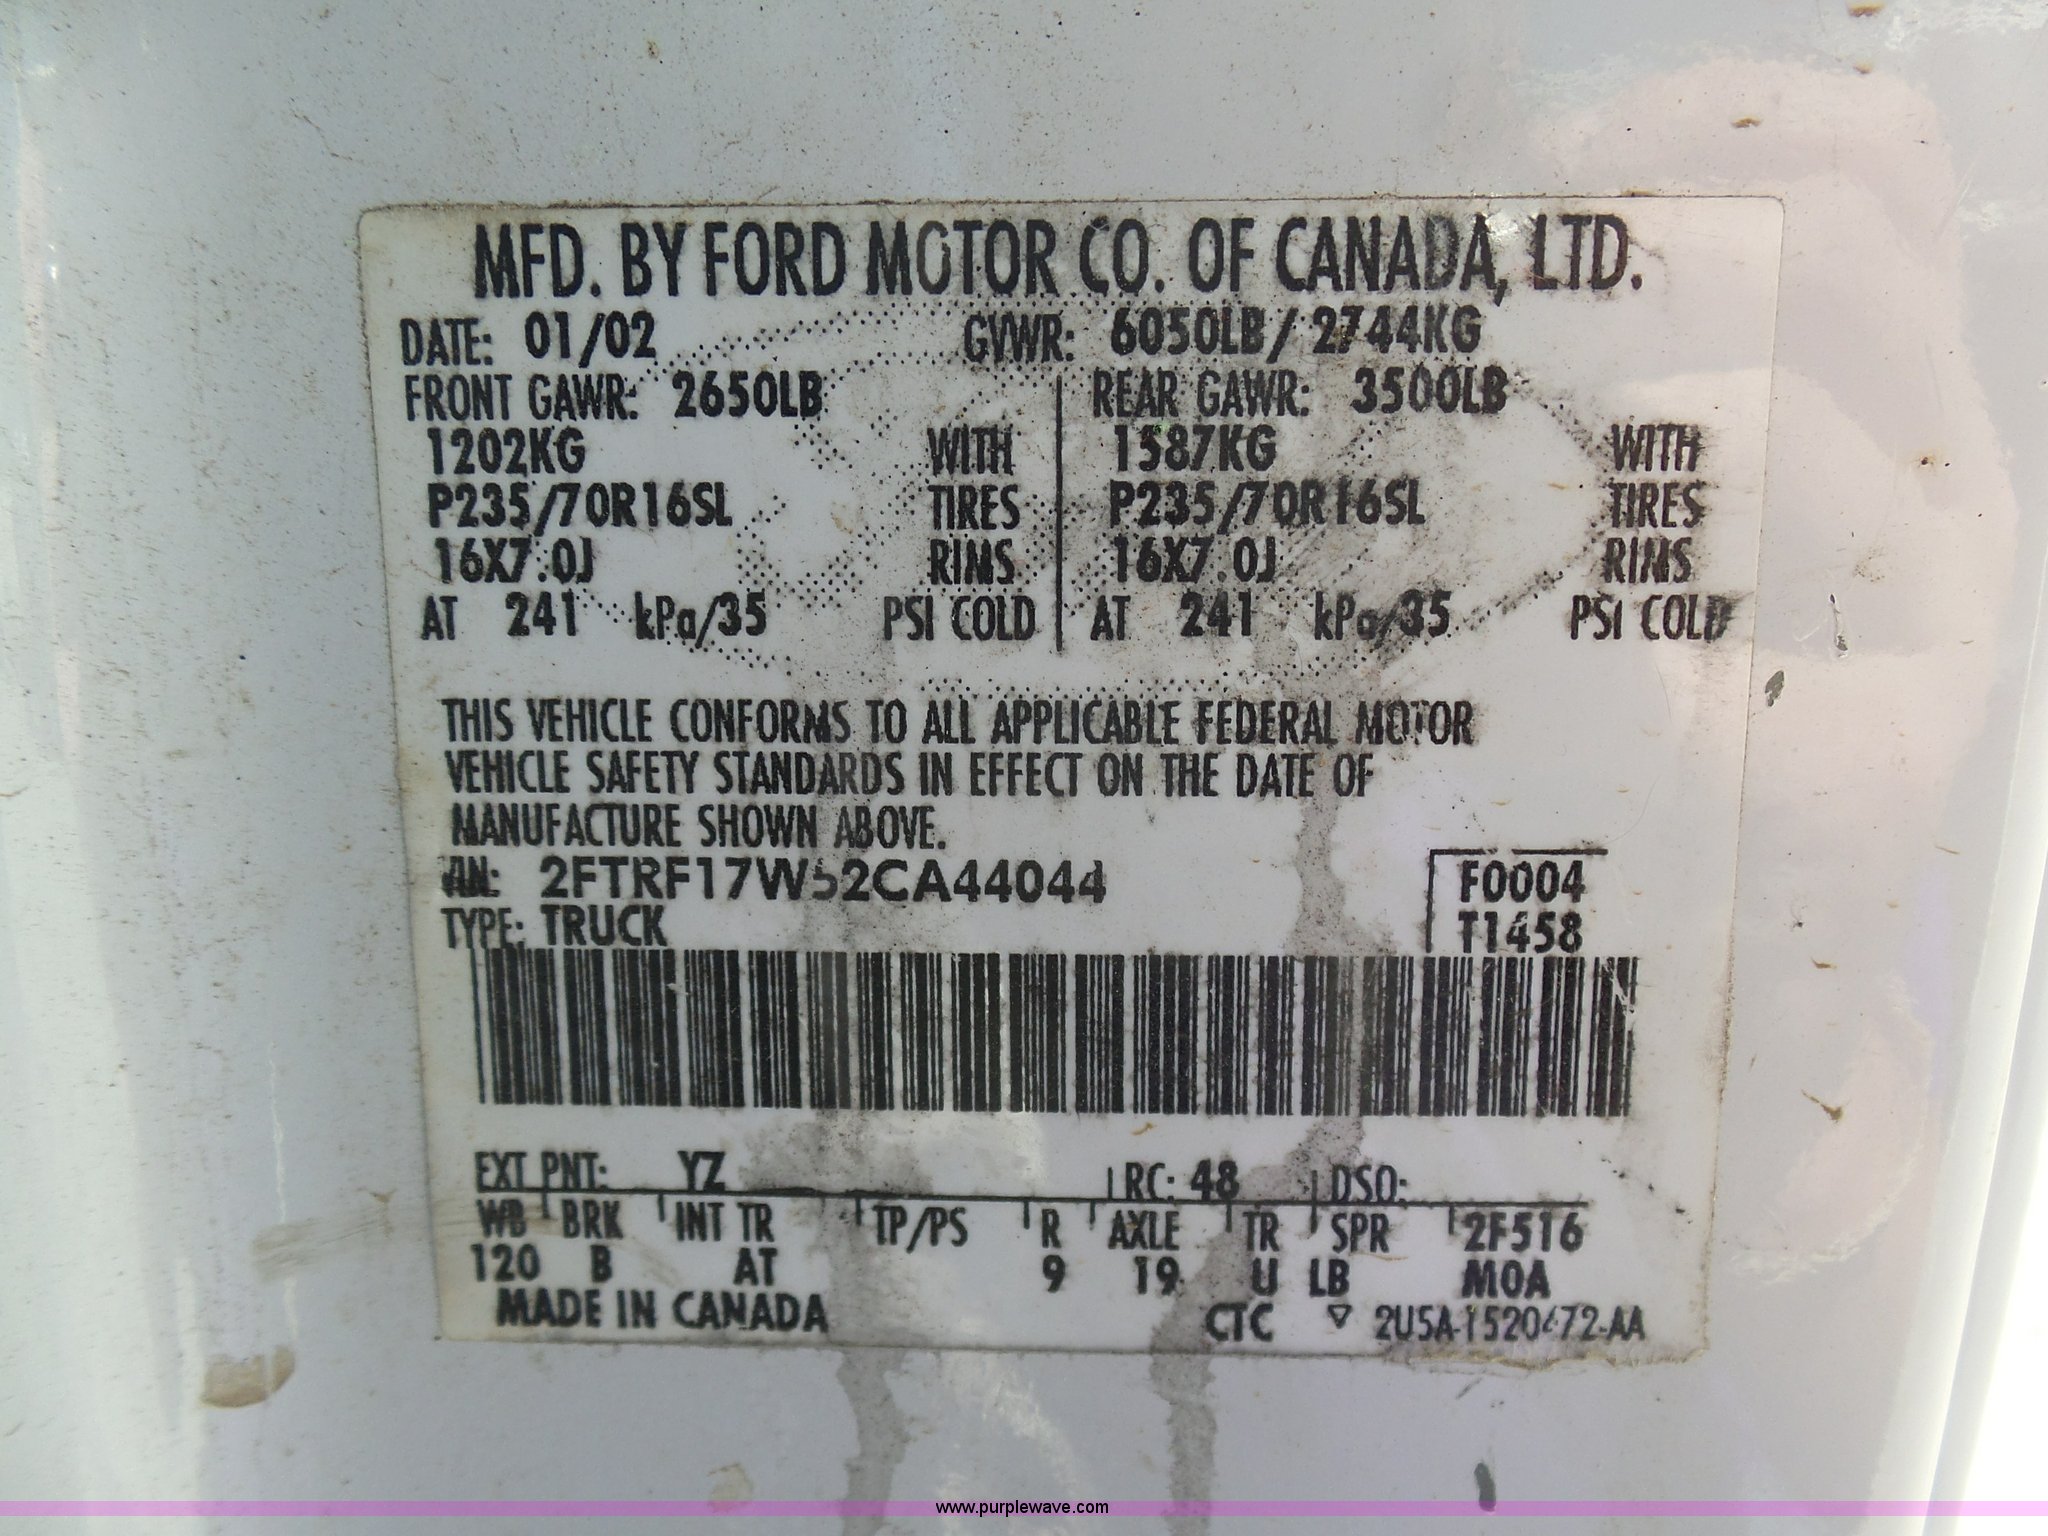 MFD. BY FORD MOTOR CO. OF CANADA, LTD.
DATE: 01/02 GVWR: 6050LB/ 2744KG
FRONT GAWR: 2650LB REAR GAWR: 3500LB
1202KG WITH 1587KG WITH
P235/70R16SL TIRES P235/70R16SL TIRES
16X7.0J RIMS 16X7.0J RIMS
AT 241 kPa/35 PSI COLD AT 241 kPa/35 PSI COLD
THIS VEHICLE CONFORMS TO ALL APPLICABLE FEDERAL MOTOR
VEHICLE SAFETY STANDARDS IN EFFECT ON THE DATE OF
MANUFACTURE SHOWN ABOVE.
VIN: 2FTRF17W52CA44044 F0004
TYPE: TRUCK T1458
EXT PNT: YZ RC: 48 DSO:
WB BRK INT TR TP/PS R AXLE TR SPR 2F516
120 B AT 9 19 U LB MOA
MADE IN CANADA CTC ▽ 2U5A-1520472-AA
www.purplewave.com